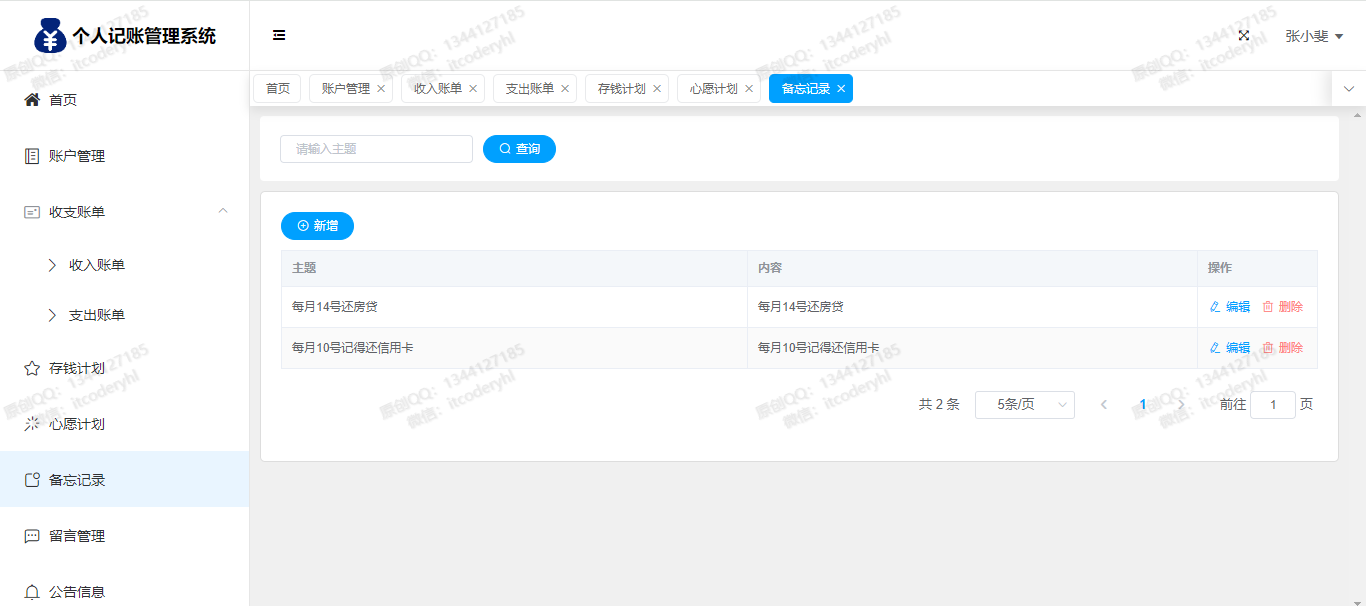 个人记账管理系统
张小斐
首页
账户管理
收支账单
收入账单
支出账单
存钱计划
心愿计划
备忘记录
留言管理
公告信息
首页 账户管理 收入账单 支出账单 存钱计划 心愿计划 备忘记录
请输入主题 查询
新增
主题 内容 操作
每月14号还房贷 每月14号还房贷 编辑 删除
每月10号记得还信用卡 每月10号记得还信用卡 编辑 删除
共 2 条 5条/页 1 前往 1 页
原创QQ：1344127185
微信：itcoderyhl
原创QQ：1344127185
微信：itcoderyhl
原创QQ：1344127185
微信：itcoderyhl
原创QQ：1344127185
微信：itcoderyhl
原创QQ：1344127185
微信：itcoderyhl
原创QQ：1344127185
微信：itcoderyhl
原创QQ：1344127185
微信：itcoderyhl
原创QQ：1344127185
微信：itcoderyhl